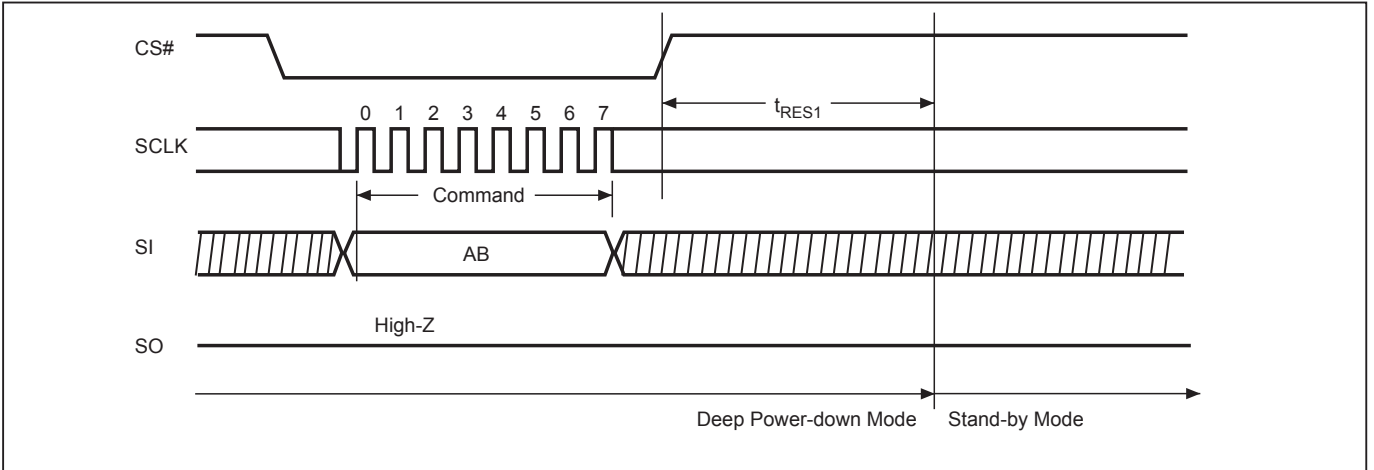 CS#
tRES1
0 1 2 3 4 5 6 7
SCLK
Command
SI
AB
High-Z
SO
Deep Power-down Mode Stand-by Mode